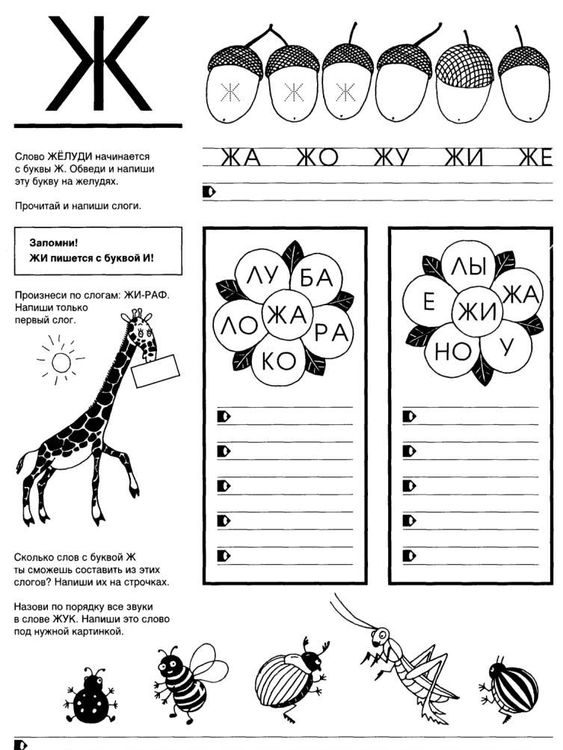 Ж
Ж Ж Ж
Слово ЖЁЛУДИ начинается
с буквы Ж. Обведи и напиши
эту букву на желудях.
ЖА ЖО ЖУ ЖИ ЖЕ
Прочитай и напиши слоги.
Запомни!
ЖИ пишется с буквой И!
Произнеси по слогам: ЖИ-РАФ.
Напиши только
первый слог.
ЛУ БА
ЛО ЖА РА
КО
ЛЫ
Е ЖИ ЖА
НО У
Сколько слов с буквой Ж
ты сможешь составить из этих
слогов? Напиши их на строчках.
Назови по порядку все звуки
в слове ЖУК. Напиши это слово
под нужной картинкой.